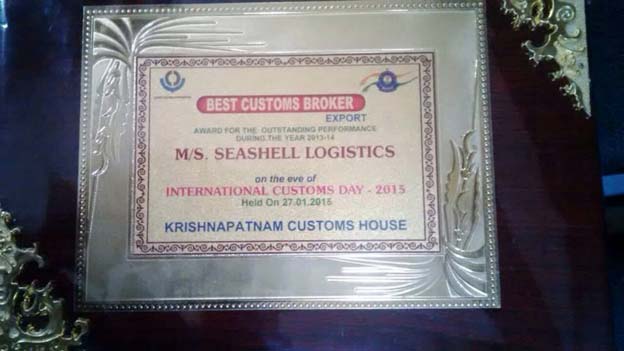 BEST CUSTOMS BROKER
EXPORT
AWARD FOR THE OUTSTANDING PERFORMANCE
DURING THE YEAR 2013-14
M/S. SEASHELL LOGISTICS
on the eve of
INTERNATIONAL CUSTOMS DAY - 2015
Held On 27.01.2015
KRISHNAPATNAM CUSTOMS HOUSE